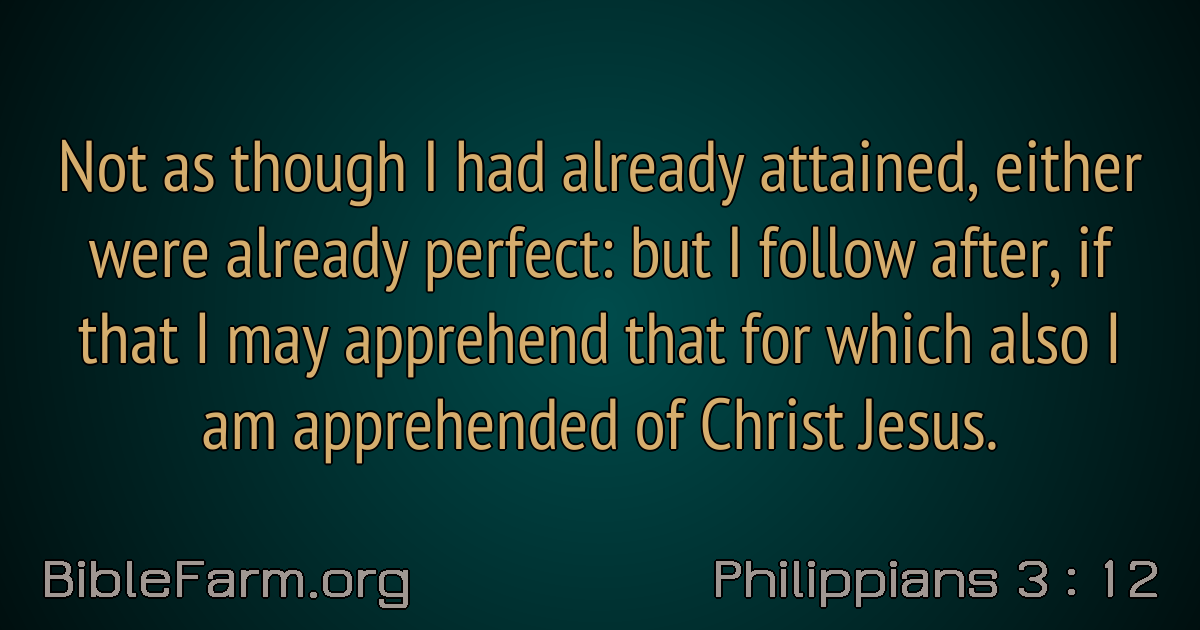 Not as though I had already attained, either
were already perfect: but I follow after, if
that I may apprehend that for which also I
am apprehended of Christ Jesus.
BibleFarm.org
Philippians 3 : 12